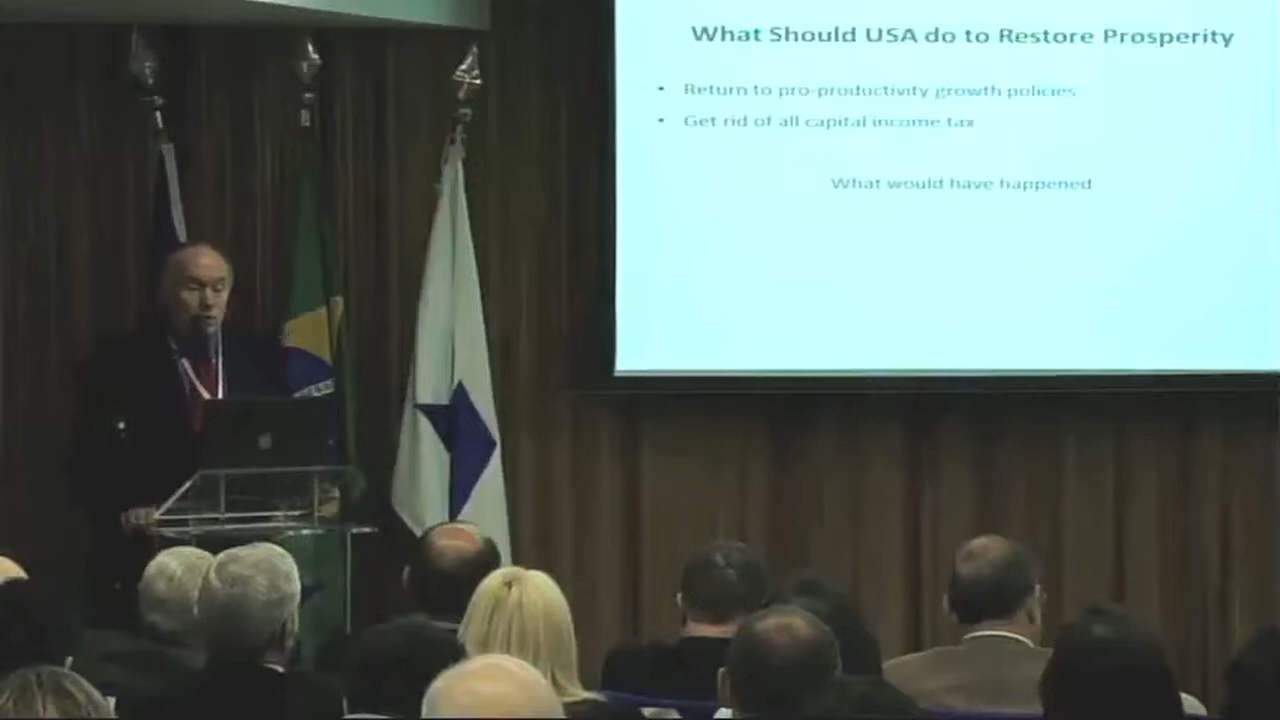 What Should USA do to Restore Prosperity
• Return to pro-productivity growth policies
• Get rid of all capital income tax
What would have happened